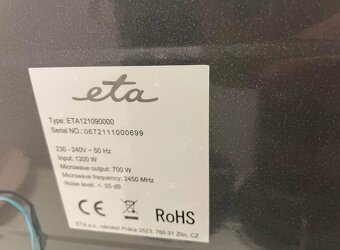 eta
Type: ETA121090000
Serial NO.: 0672111000699
230 - 240V ~ 50 Hz
Input: 1200 W
Microwave output: 700 W
Microwave frequency: 2450 MHz
Noise level: ≤ 55 dB
CE RoHS
ETA a.s., náměstí Práce 2523, 760 01 Zlín, CZ